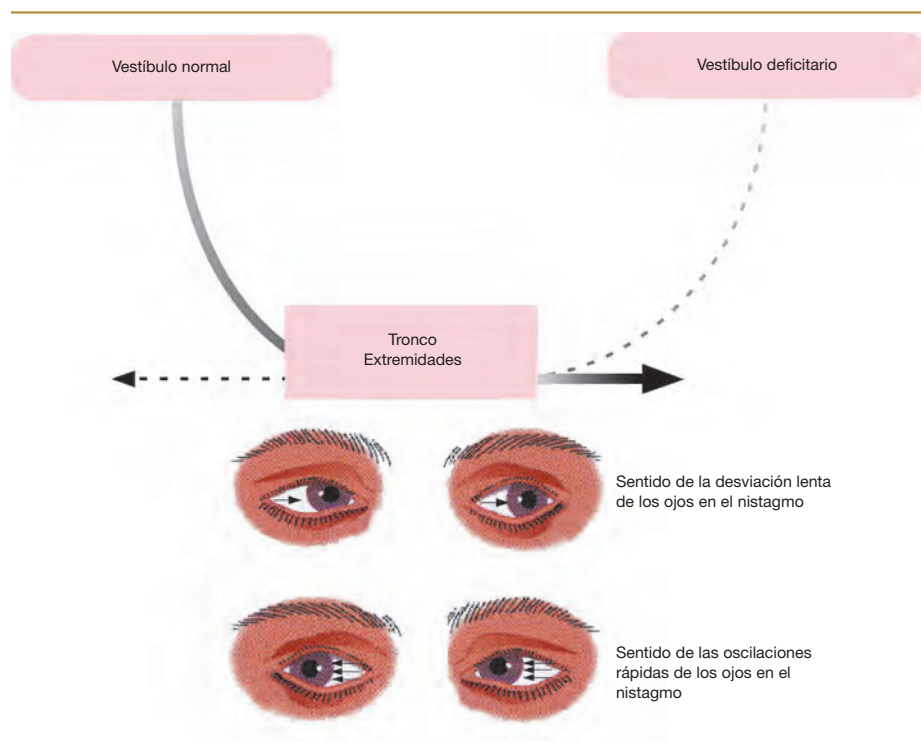 Vestíbulo normal
Vestíbulo deficitario
Tronco
Extremidades
Sentido de la desviación lenta
de los ojos en el nistagmo
Sentido de las oscilaciones
rápidas de los ojos en el
nistagmo